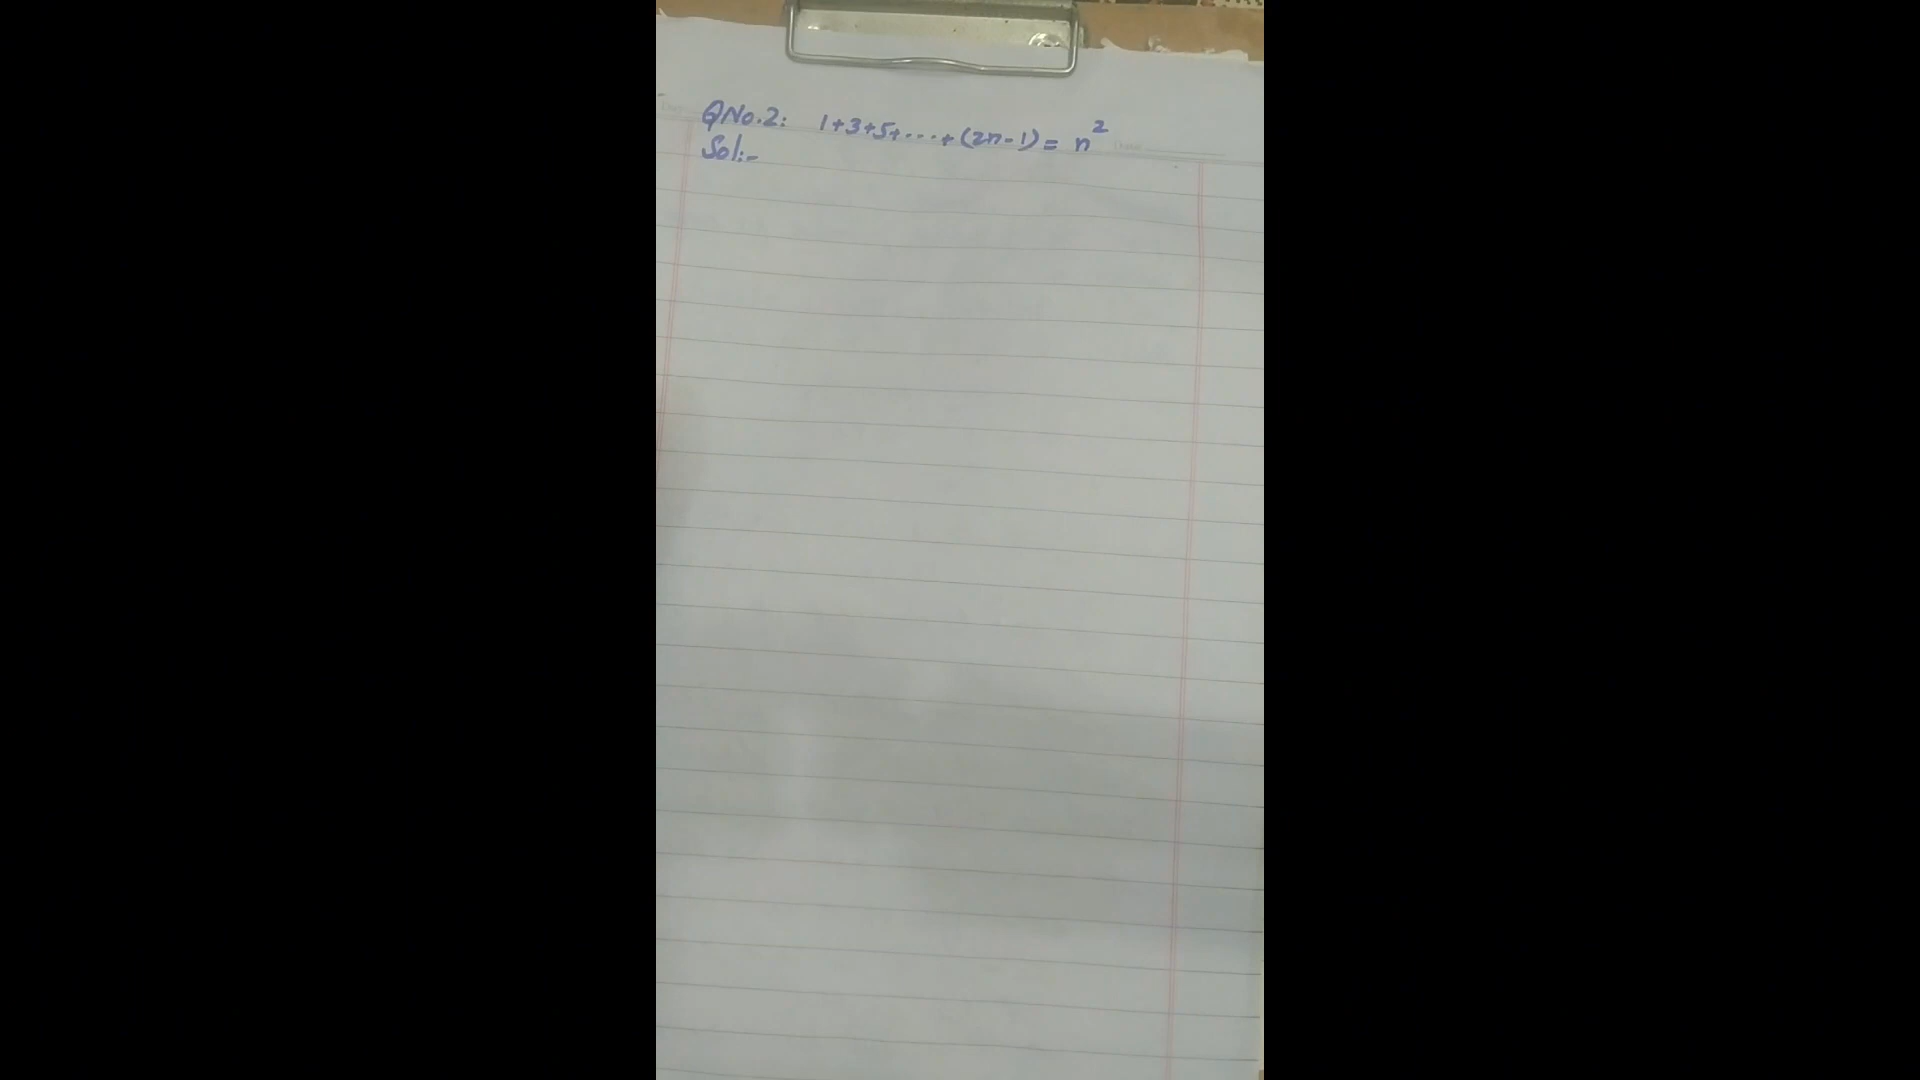 QNo.2: 1+3+5+...+(2n-1)= n²
Sol:-